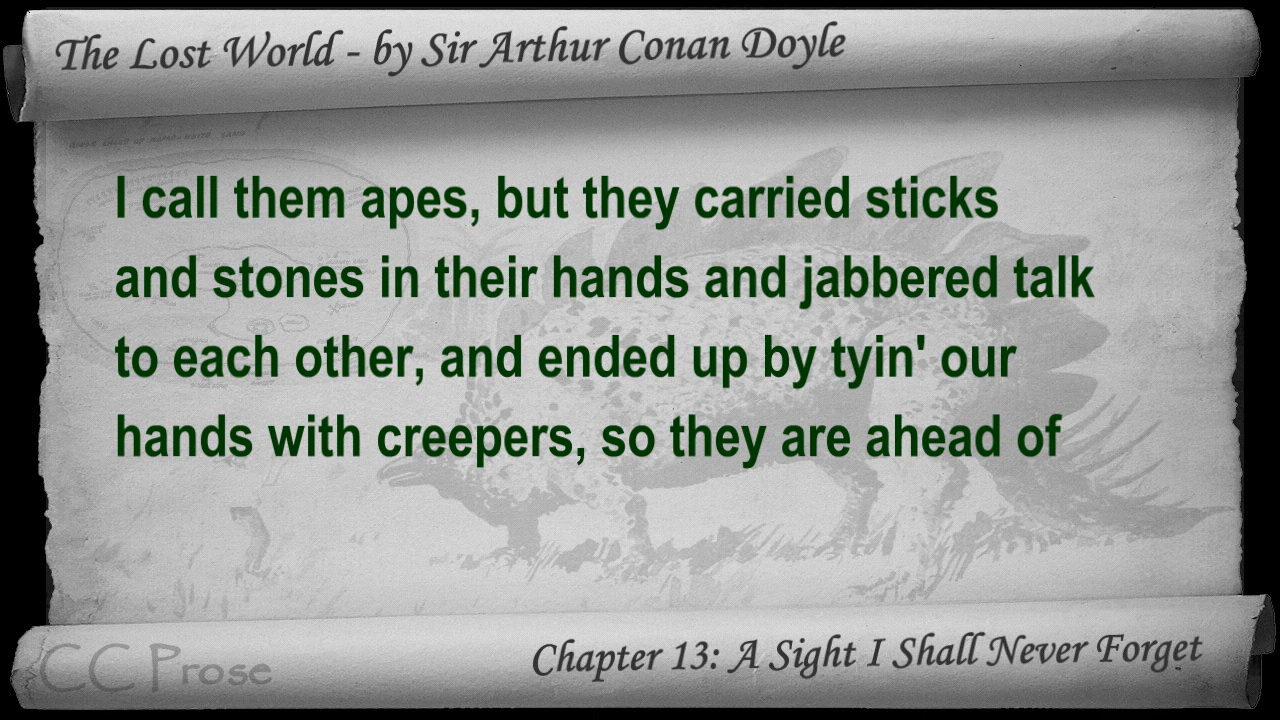 The Lost World - by Sir Arthur Conan Doyle
I call them apes, but they carried sticks
and stones in their hands and jabbered talk
to each other, and ended up by tyin' our
hands with creepers, so they are ahead of
CC Prose
Chapter 13: A Sight I Shall Never Forget